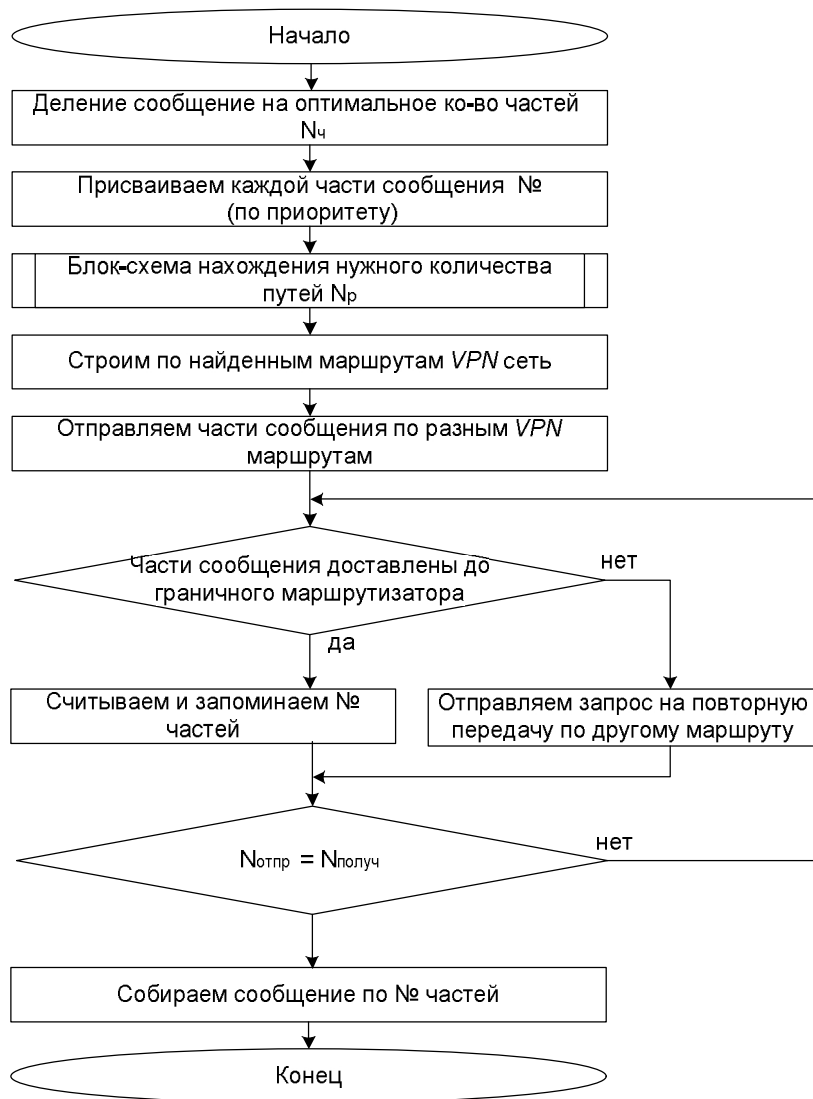 Начало
Деление сообщение на оптимальное ко-во частей
Nч
Присваиваем каждой части сообщения №
(по приоритету)
Блок-схема нахождения нужного количества
путей Np
Строим по найденным маршрутам VPN сеть
Отправляем части сообщения по разным VPN
маршрутам
Части сообщения доставлены до
граничного маршрутизатора
нет
да
Считываем и запоминаем №
частей
Отправляем запрос на повторную
передачу по другому маршруту
Nотпр = Nполуч
нет
Собираем сообщение по № частей
Конец